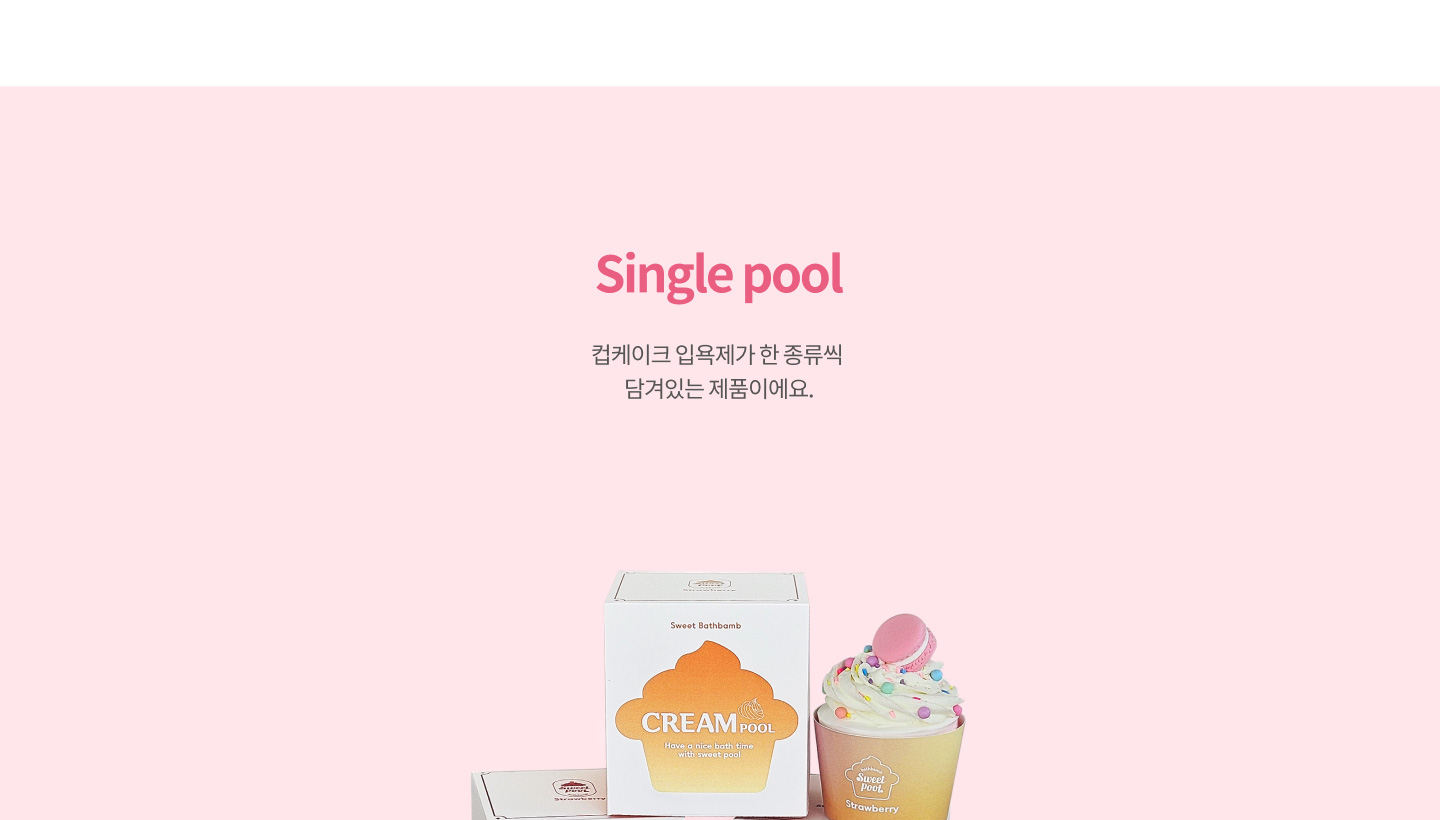 Single pool
컵케이크 입욕제가 한 종류씩
담겨있는 제품이에요.
Strawberry
Sweet Bathbamb
CREAM POOL
Have a nice bath time
with sweet pool
bathbamb
Sweet
pool
Strawberry
Sweet
pool
Strawberry